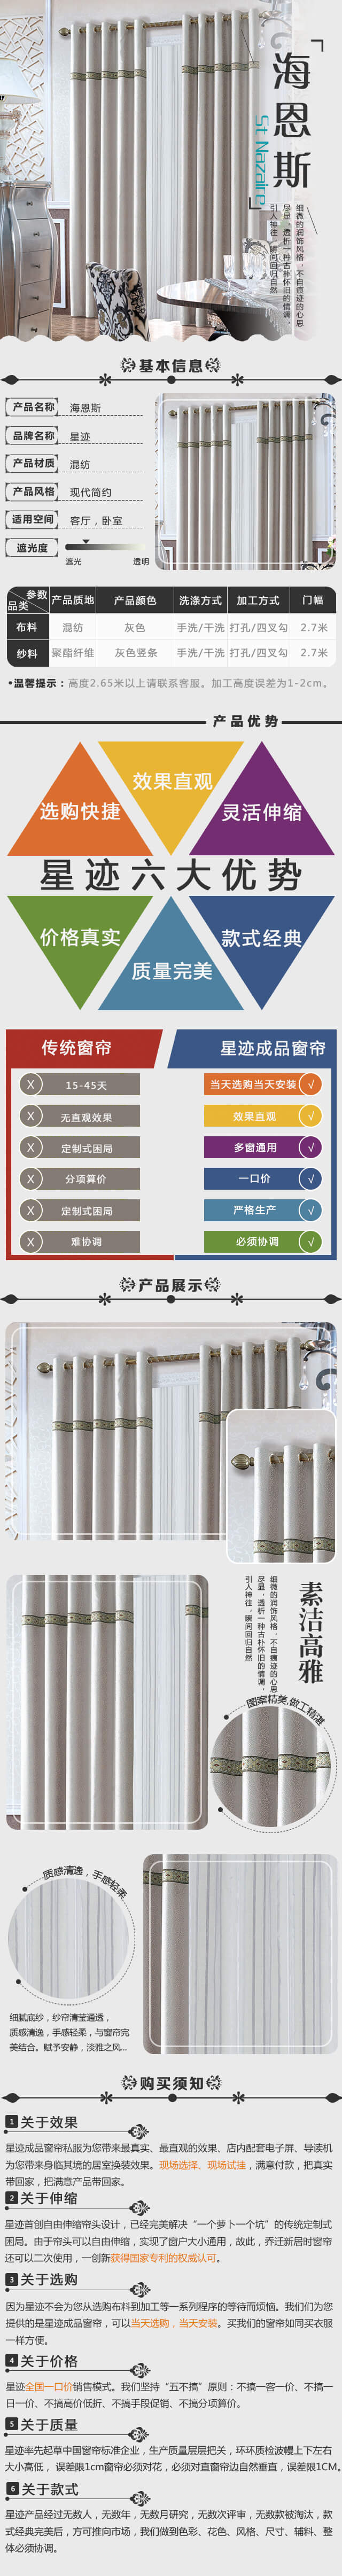 海恩斯
St Nazaire
细微的润饰风格，不自痕迹的心思
尽显，透析一种古朴怀旧的情调，
引人神往，瞬间回归自然
基本信息
产品名称 海恩斯
品牌名称 星迹
产品材质 混纺
产品风格 现代简约
适用空间 客厅，卧室
遮光度
遮光 透明
参数 品类 产品质地 产品颜色 洗涤方式 加工方式 门幅
布料 混纺 灰色 手洗/干洗 打孔/四叉勾 2.7米
纱料 聚酯纤维 灰色竖条 手洗/干洗 打孔/四叉勾 2.7米
•温馨提示：高度2.65米以上请联系客服。加工高度误差为1-2cm。
产品优势
选购快捷 效果直观 灵活伸缩
星迹六大优势
价格真实 质量完美 款式经典
传统窗帘 星迹成品窗帘
X 15-45天 当天选购当天安装 √
X 无直观效果 效果直观 √
X 定制式困局 多窗通用 √
X 分项算价 一口价 √
X 定制式困局 严格生产 √
X 难协调 必须协调 √
产品展示
素洁高雅
细微的润饰风格，不自痕迹的心思
尽显，透析一种古朴怀旧的情调，
引人神往，瞬间回归自然
图案精美,做工精湛
质感清逸，手感轻柔
细腻底纱，纱帘清莹通透，
质感清逸，手感轻柔，与窗帘完
美结合。赋予安静，淡雅之风...
购买须知
1 关于效果
星迹成品窗帘私服为您带来最真实、最直观的效果、店内配套电子屏、导读机
为您带来身临其境的居室换装效果。现场选择、现场试挂，满意付款，把真实
带回家，把满意产品带回家。
2 关于伸缩
星迹首创自由伸缩帘头设计，已经完美解决“一个萝卜一个坑”的传统定制式
困局。由于帘头可以自由伸缩，实现了窗户大小通用，故此，乔迁新居时窗帘
还可以二次使用，一创新获得国家专利的权威认可。
3 关于选购
因为星迹不会为您从选购布料到加工等一系列程序的等待而烦恼。我们们为您
提供的是星迹成品窗帘，可以当天选购，当天安装。买我们的窗帘如同买衣服
一样方便。
4 关于价格
星迹全国一口价销售模式。我们坚持“五不搞”原则：不搞一客一价、不搞一
日一价、不搞高价低折、不搞手段促销、不搞分项算价。
5 关于质量
星迹率先起草中国窗帘标准企业，生产质量层层把关，环环质检波幔上下左右
大小高低， 误差限1cm窗帘必须对花，必须对直窗帘边自然垂直，误差限1CM。
6 关于款式
星迹产品经过无数人，无数年，无数月研究，无数次评审，无数款被淘汰，款
式经典完美后，方可推向市场，我们做到色彩、花色、风格、尺寸、辅料、整
体必须协调。